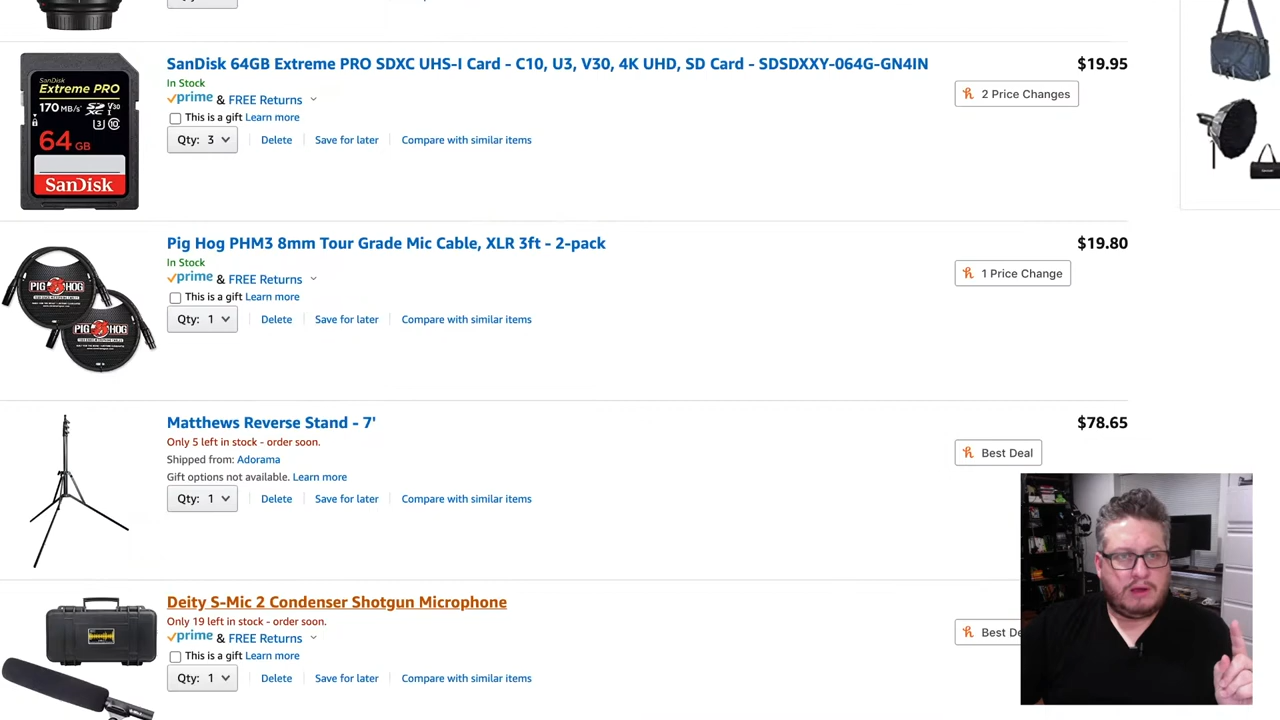 SanDisk 64GB Extreme PRO SDXC UHS-I Card - C10, U3, V30, 4K UHD, SD Card - SDSDXXY-064G-GN4IN
$19.95
In Stock
prime & FREE Returns
2 Price Changes
This is a gift Learn more
Qty: 3
Delete
Save for later
Compare with similar items
SanDisk
Extreme PRO
170 MB/s
XC I
V30
U3
10
64 GB
SanDisk
Pig Hog PHM3 8mm Tour Grade Mic Cable, XLR 3ft - 2-pack
$19.80
In Stock
prime & FREE Returns
1 Price Change
This is a gift Learn more
Qty: 1
Delete
Save for later
Compare with similar items
PIG HOG
PIG HOG
Matthews Reverse Stand - 7'
$78.65
Only 5 left in stock - order soon.
Best Deal
Shipped from: Adorama
Gift options not available. Learn more
Qty: 1
Delete
Save for later
Compare with similar items
Deity S-Mic 2 Condenser Shotgun Microphone
Only 19 left in stock - order soon.
prime & FREE Returns
Best De
This is a gift Learn more
Qty: 1
Delete
Save for later
Compare with similar items